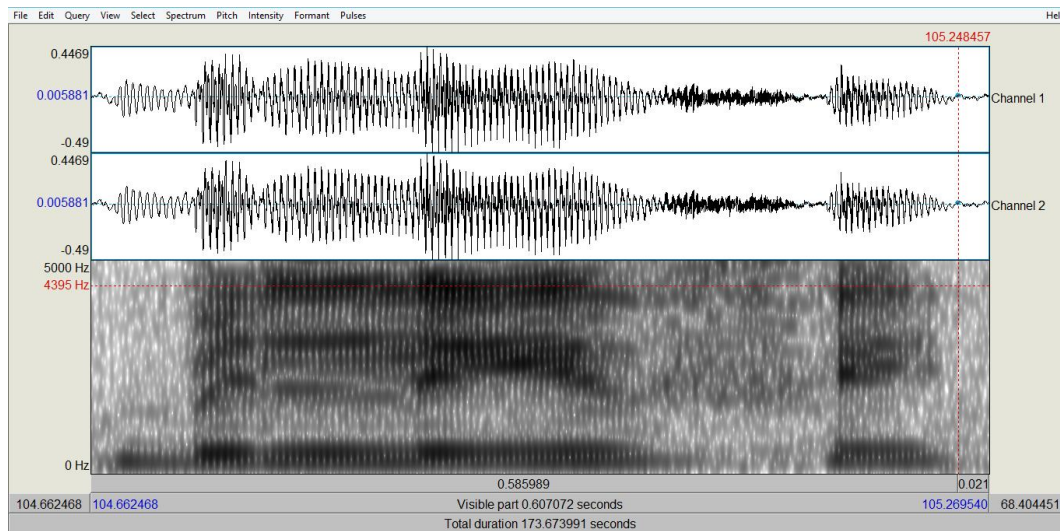 File Edit Query View Select Spectrum Pitch Intensity Formant Pulses Hel
105.248457
0.4469
0.005881 Channel 1
-0.49
0.4469
0.005881 Channel 2
-0.49
5000 Hz
4395 Hz
0 Hz
0.585989 0.021
104.662468 104.662468 Visible part 0.607072 seconds 105.269540 68.404451
Total duration 173.673991 seconds